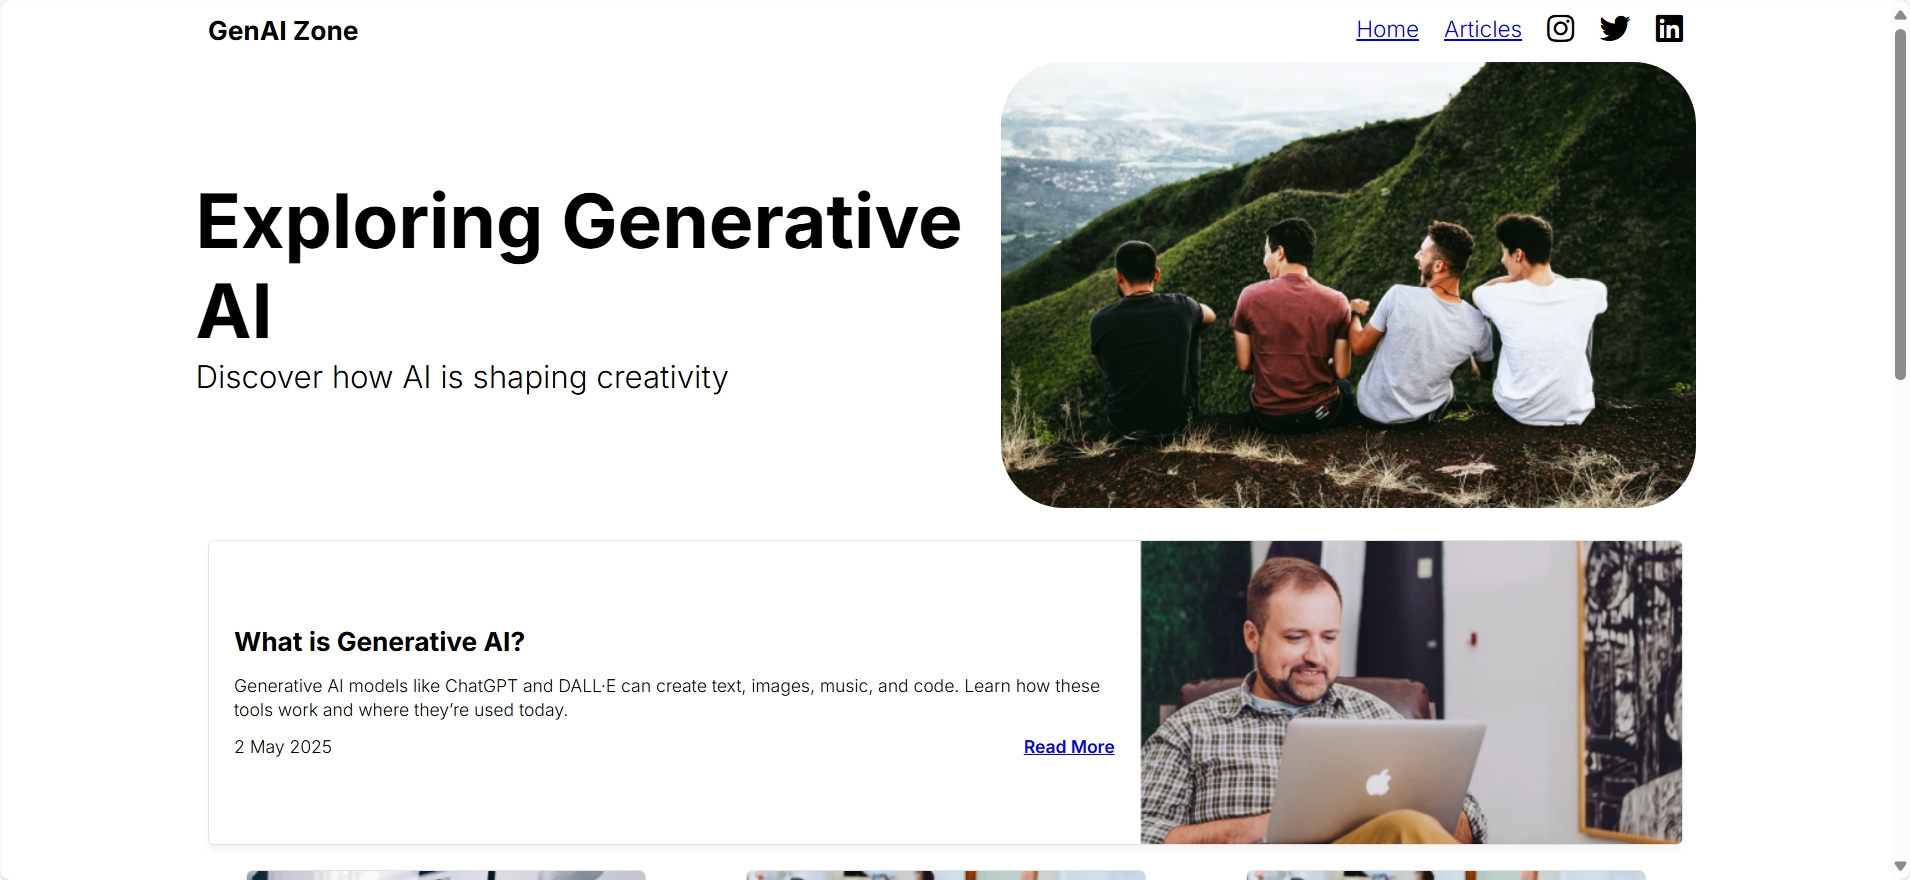 GenAI Zone
Home Articles
Exploring Generative
AI
Discover how AI is shaping creativity
What is Generative AI?
Generative AI models like ChatGPT and DALL·E can create text, images, music, and code. Learn how these
tools work and where they’re used today.
2 May 2025 Read More